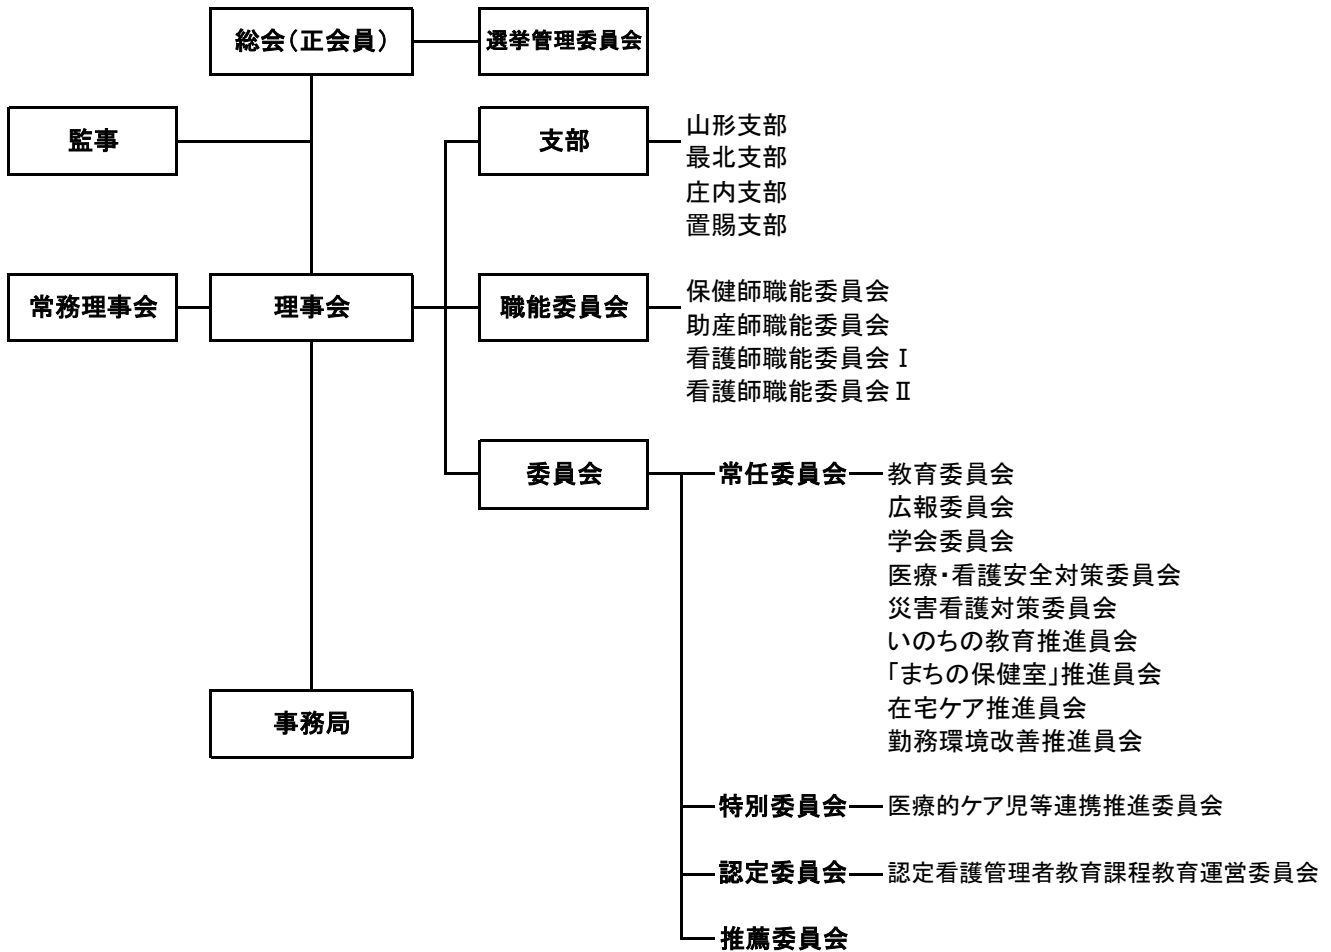 総会(正会員)
選挙管理委員会
監事
支部
山形支部
最北支部
庄内支部
置賜支部
常務理事会
理事会
職能委員会
保健師職能委員会
助産師職能委員会
看護師職能委員会Ⅰ
看護師職能委員会Ⅱ
委員会
常任委員会
教育委員会
広報委員会
学会委員会
医療・看護安全対策委員会
災害看護対策委員会
いのちの教育推進員会
「まちの保健室」推進員会
在宅ケア推進員会
勤務環境改善推進員会
事務局
特別委員会
医療的ケア児等連携推進委員会
認定委員会
認定看護管理者教育課程教育運営委員会
推薦委員会